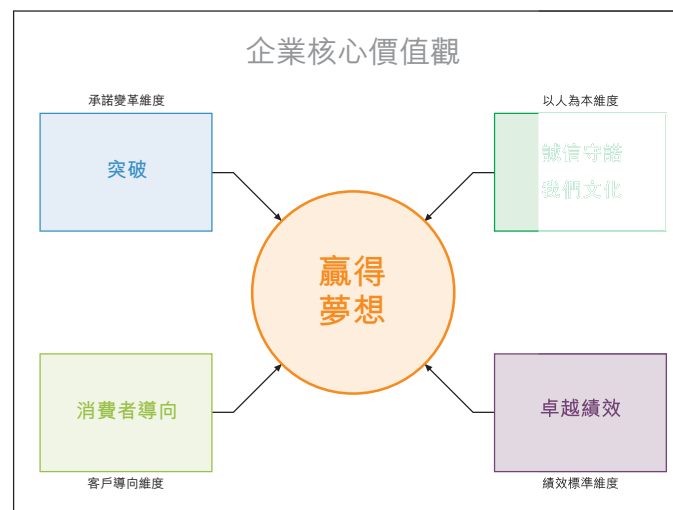 企業核心價值觀
承諾變革維度
以人為本維度
突破
誠信守諾
我們文化
贏得
夢想
消費者導向
卓越績效
客戶導向維度
績效標準維度